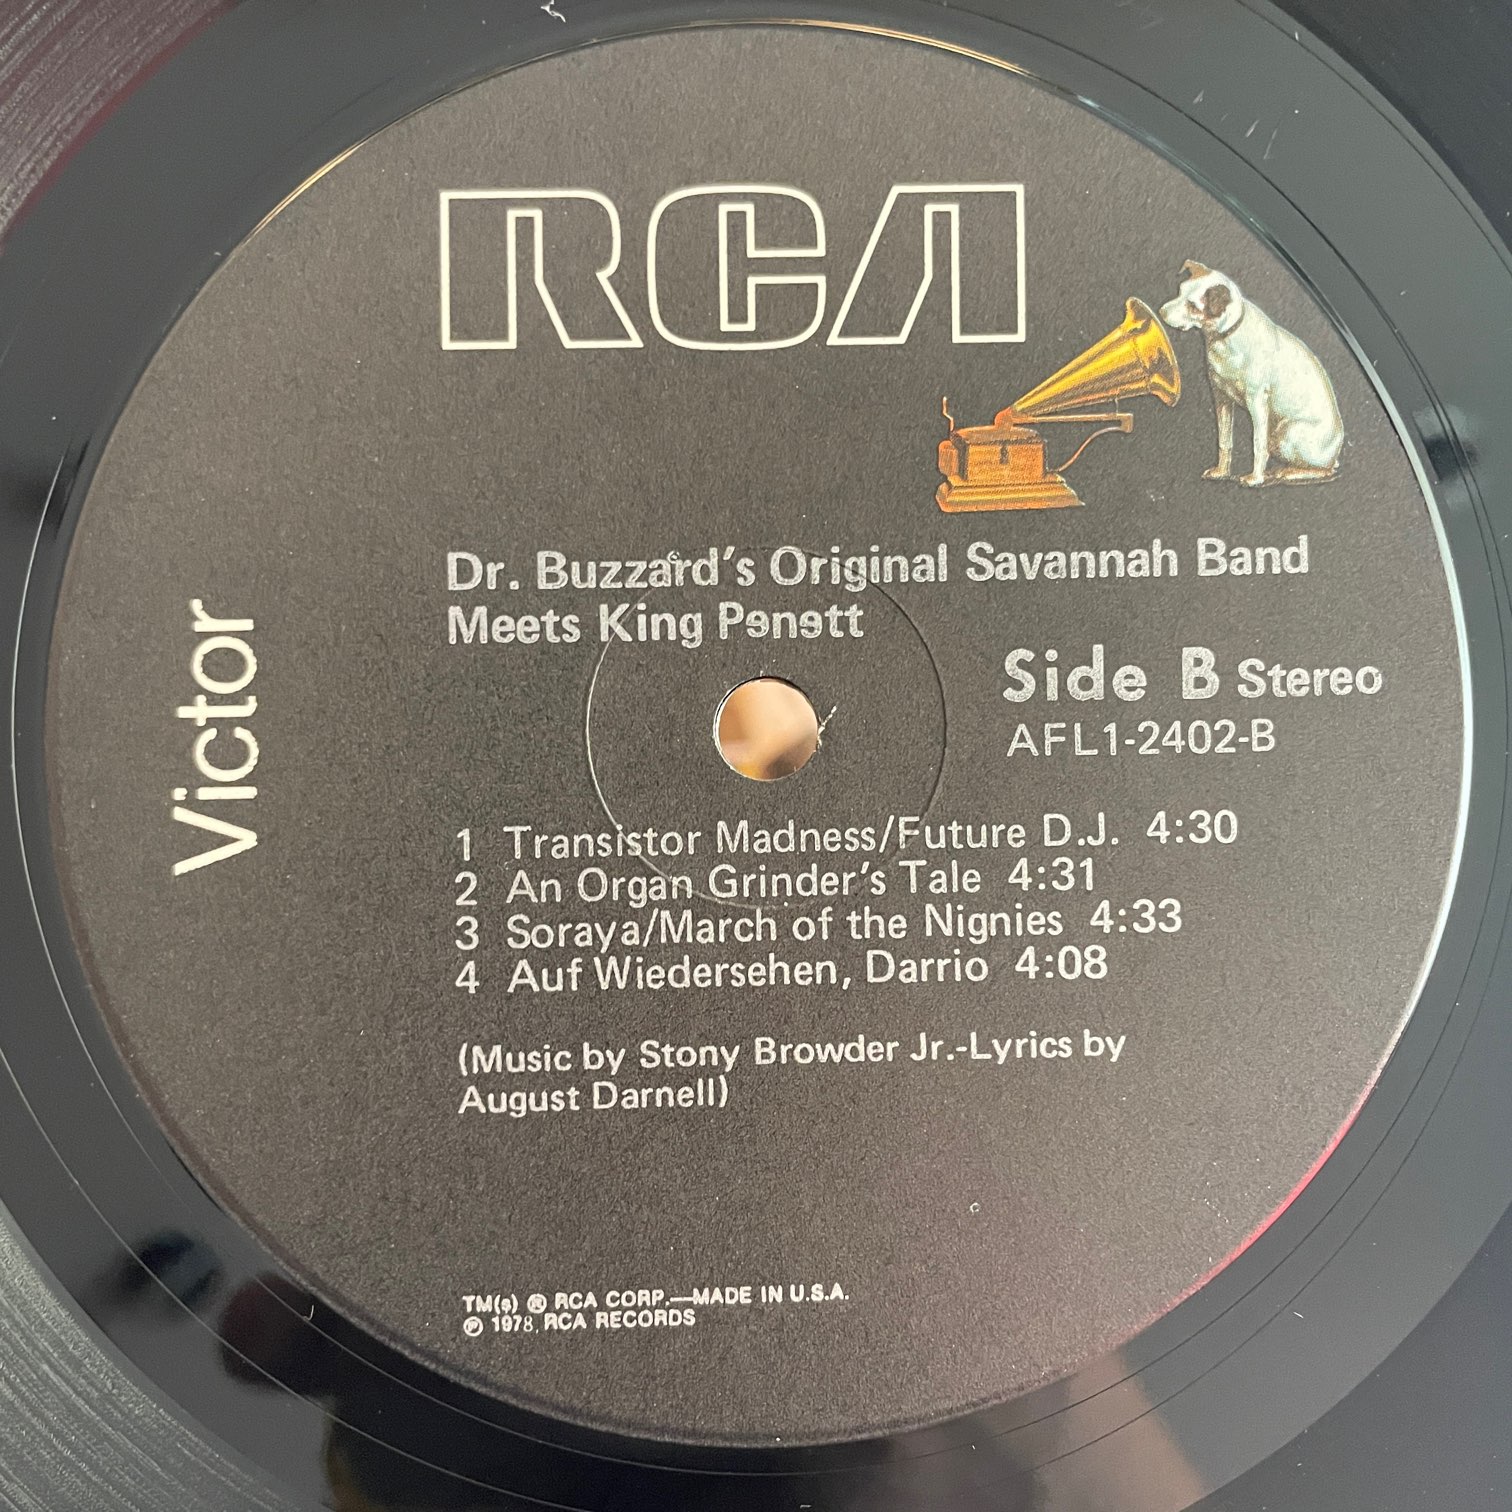 RCA
Victor
Dr. Buzzard's Original Savannah Band
Meets King Pǝnǝtt
Side B Stereo
AFL1-2402-B
1 Transistor Madness/Future D.J. 4:30
2 An Organ Grinder's Tale 4:31
3 Soraya/March of the Nignies 4:33
4 Auf Wiedersehen, Darrio 4:08
(Music by Stony Browder Jr.-Lyrics by
August Darnell)
TM(s) ® RCA CORP.—MADE IN U.S.A.
℗ 1978, RCA RECORDS